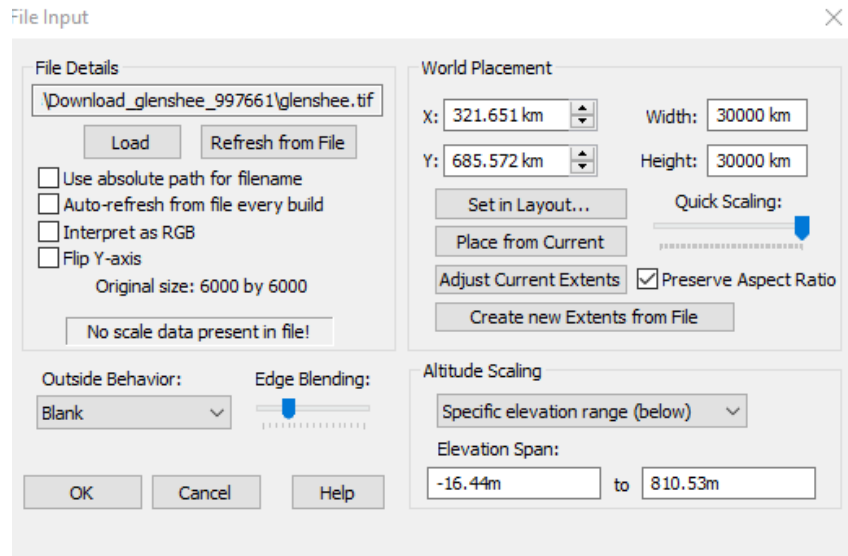 File Input
File Details
\Download_glenshee_997661\glenshee.tif
Load
Refresh from File
Use absolute path for filename
Auto-refresh from file every build
Interpret as RGB
Flip Y-axis
Original size: 6000 by 6000
No scale data present in file!
World Placement
X: 321.651 km
Width: 30000 km
Y: 685.572 km
Height: 30000 km
Set in Layout...
Quick Scaling:
Place from Current
Adjust Current Extents
Preserve Aspect Ratio
Create new Extents from File
Outside Behavior:
Edge Blending:
Blank
Altitude Scaling
Specific elevation range (below)
Elevation Span:
-16.44m to 810.53m
OK
Cancel
Help